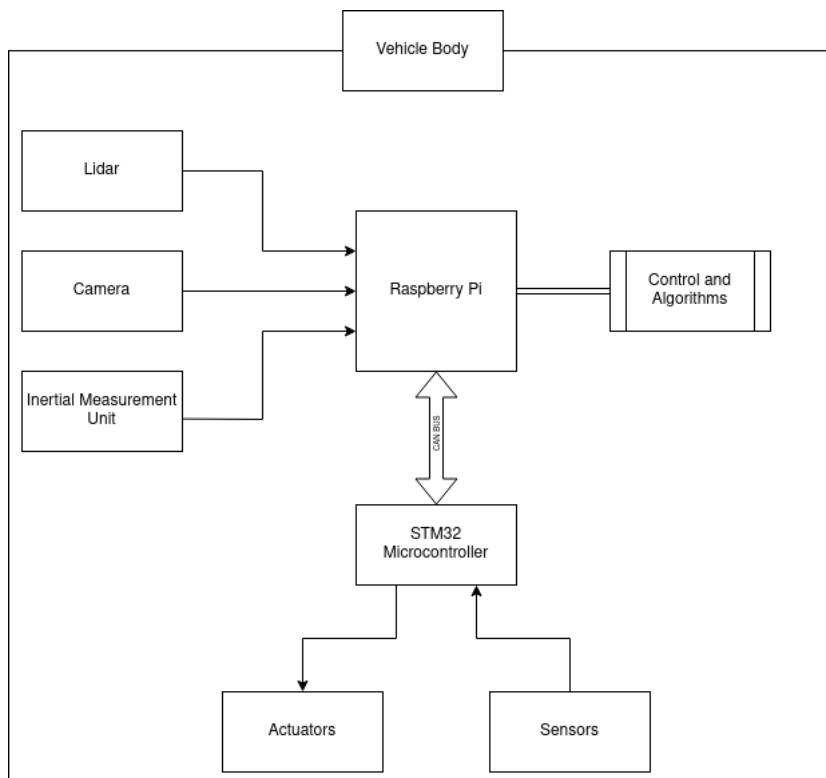 Vehicle Body
Lidar
Camera
Raspberry Pi
Control and
Algorithms
Inertial Measurement
Unit
CAN BUS
STM32
Microcontroller
Actuators
Sensors